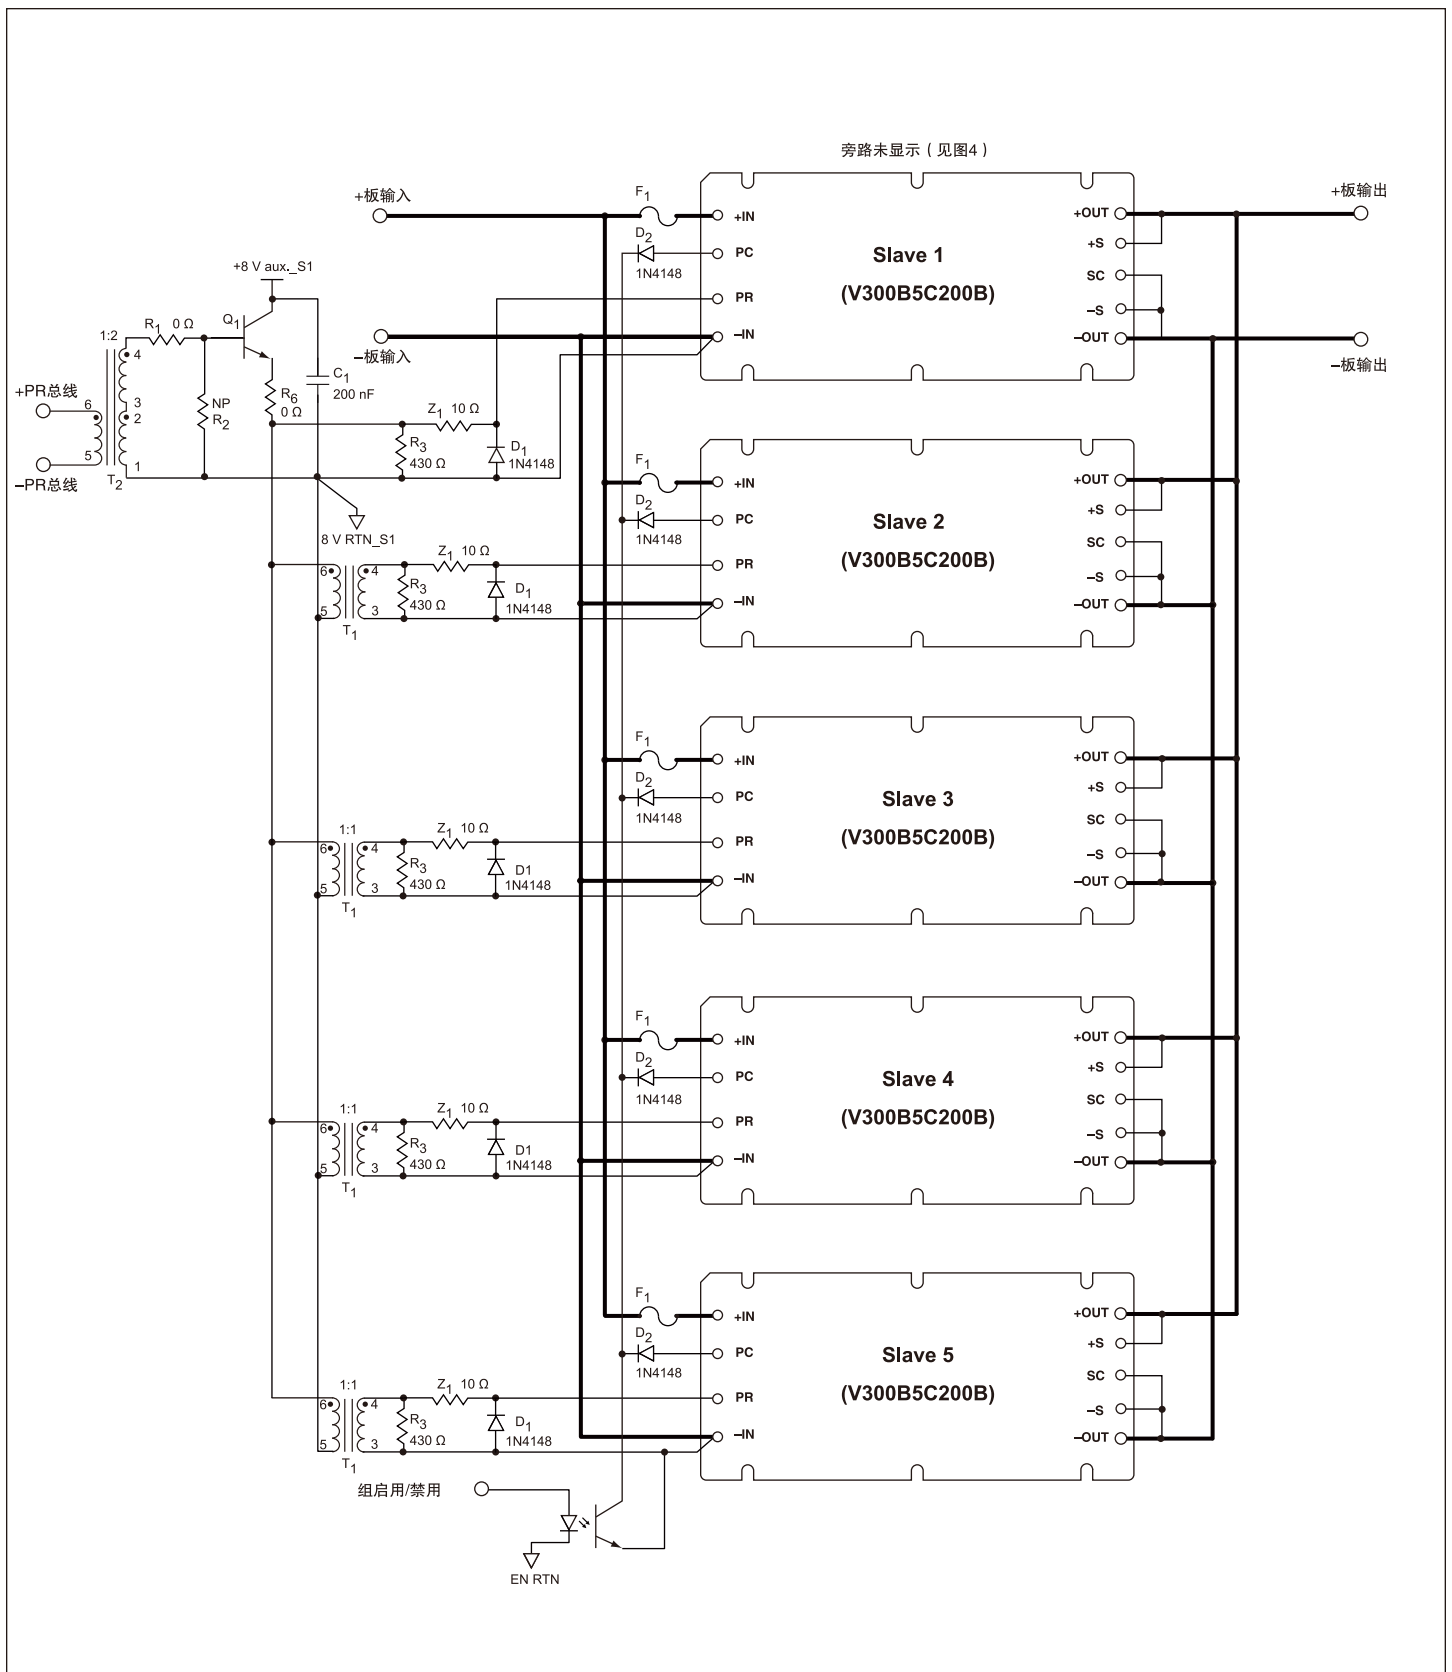 旁路未显示（见图4）
+板输入
F1
+IN
+OUT
+板输出
D2
PC
1N4148
Slave 1
(V300B5C200B)
+S
SC
PR
–S
–IN
–OUT
–板输入
–板输出
+8 V aux._S1
Q1
R1 0 Ω
1:2
4
C1
200 nF
R6
0 Ω
+PR总线
6
3
2
NP
R2
Z1 10 Ω
R3
430 Ω
D1
1N4148
5
1
–PR总线
T2
8 V RTN_S1
F1
+IN
+OUT
D2
PC
1N4148
Slave 2
(V300B5C200B)
+S
SC
Z1 10 Ω
PR
6
4
R3
430 Ω
D1
1N4148
–S
–IN
–OUT
5
3
T1
F1
+IN
+OUT
D2
PC
1N4148
Slave 3
(V300B5C200B)
+S
SC
1:1
Z1 10 Ω
PR
6
4
R3
430 Ω
D1
1N4148
–S
–IN
–OUT
5
3
T1
F1
+IN
+OUT
D2
PC
1N4148
Slave 4
(V300B5C200B)
+S
SC
1:1
Z1 10 Ω
PR
6
4
R3
430 Ω
D1
1N4148
–S
–IN
–OUT
5
3
T1
F1
+IN
+OUT
D2
PC
1N4148
Slave 5
(V300B5C200B)
+S
SC
1:1
Z1 10 Ω
PR
6
4
R3
430 Ω
D1
1N4148
–S
–IN
–OUT
5
3
T1
组启用/禁用
EN RTN